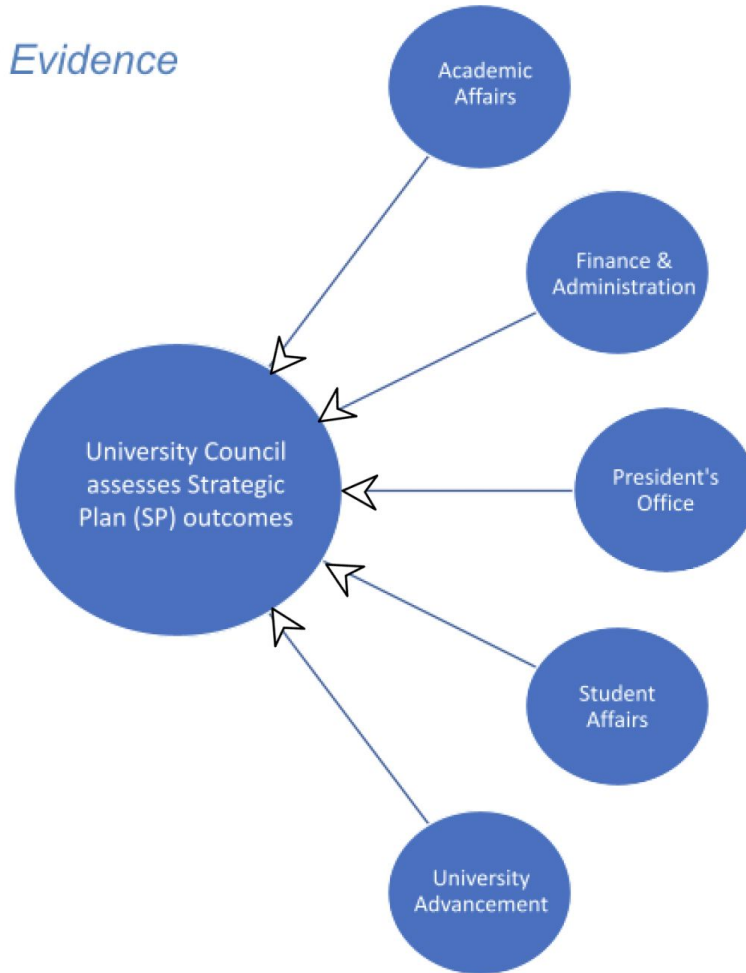 Evidence
Academic
Affairs
Finance &
Administration
University Council
assesses Strategic
Plan (SP) outcomes
President's
Office
Student
Affairs
University
Advancement